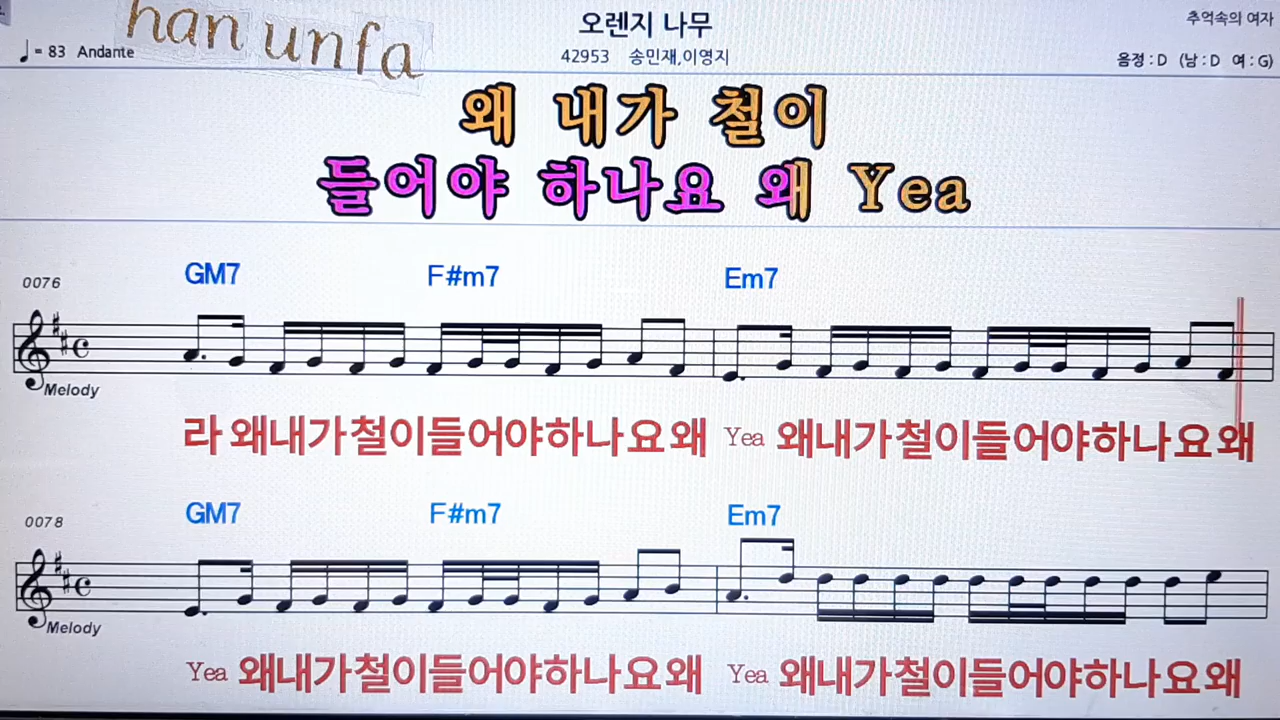 han unfa
오렌지 나무
추억속의 여자
♩= 83 Andante
42953 송민재,이영지
음정 : D (남 : D 여 : G)
왜 내가 철이
들어야 하나요 왜 Yea
0076
GM7 F#m7 Em7
Melody
라 왜내가철이들어야하나요왜 Yea 왜내가철이들어야하나요왜
0078
GM7 F#m7 Em7
Melody
Yea 왜내가철이들어야하나요왜 Yea 왜내가철이들어야하나요왜